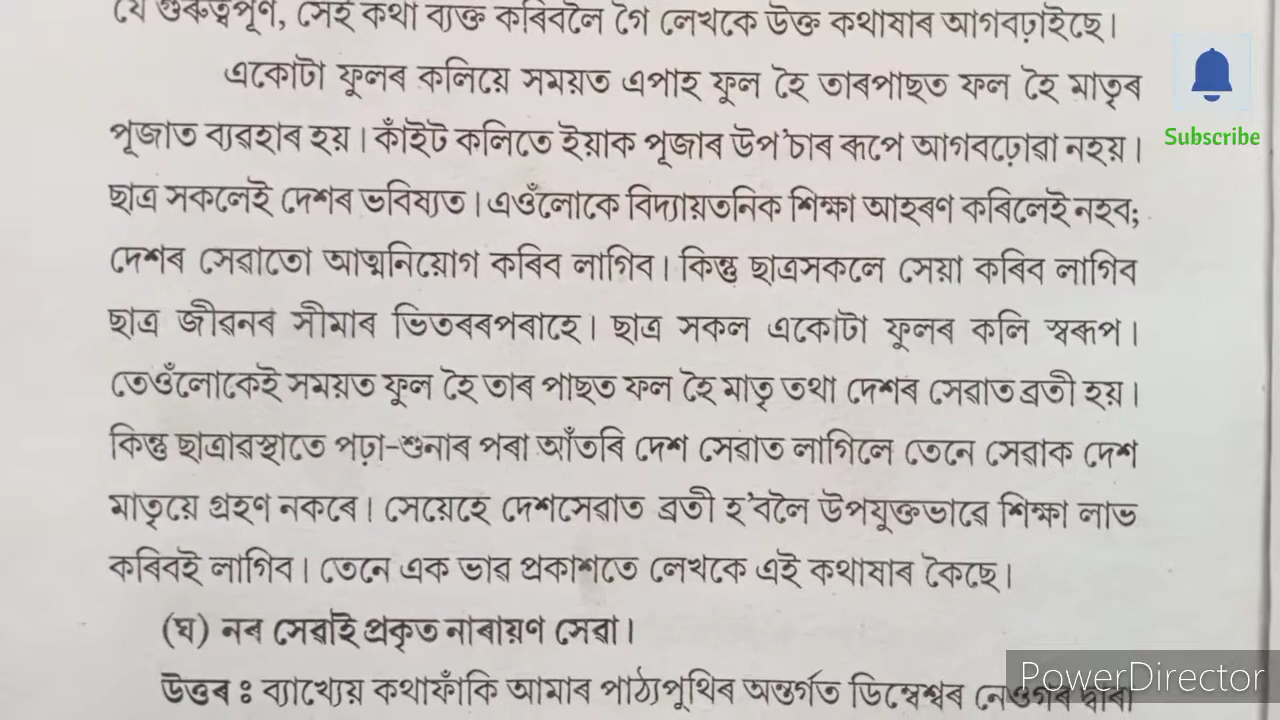 যে গুৰুত্বপূৰ্ণ, সেই কথা ব্যক্ত কৰিবলৈ গৈ লেখকে উক্ত কথাষাৰ আগবঢ়াইছে।
একোটা ফুলৰ কলিয়ে সময়ত এপাহ ফুল হৈ তাৰপাছত ফল হৈ মাতৃৰ
পূজাত ব্যৱহাৰ হয়। কাঁইট কলিতে ইয়াক পূজাৰ উপ'চাৰ ৰূপে আগবঢ়োৱা নহয়।
ছাত্ৰ সকলেই দেশৰ ভবিষ্যত। এওঁলোকে বিদ্যায়তনিক শিক্ষা আহৰণ কৰিলেই নহব;
দেশৰ সেৱাতো আত্মনিয়োগ কৰিব লাগিব। কিন্তু ছাত্ৰসকলে সেয়া কৰিব লাগিব
ছাত্ৰ জীৱনৰ সীমাৰ ভিতৰৰপৰাহে। ছাত্ৰ সকল একোটা ফুলৰ কলি স্বৰূপ।
তেওঁলোকেই সময়ত ফুল হৈ তাৰ পাছত ফল হৈ মাতৃ তথা দেশৰ সেৱাত ব্ৰতী হয়।
কিন্তু ছাত্ৰাৱস্থাতে পঢ়া-শুনাৰ পৰা আঁতৰি দেশ সেৱাত লাগিলে তেনে সেৱাক দেশ
মাতৃয়ে গ্ৰহণ নকৰে। সেয়েহে দেশসেৱাত ব্ৰতী হ'বলৈ উপযুক্তভাৱে শিক্ষা লাভ
কৰিবই লাগিব। তেনে এক ভাৱ প্ৰকাশতে লেখকে এই কথাষাৰ কৈছে।
(ঘ) নৰ সেৱাই প্ৰকৃত নাৰায়ণ সেৱা।
উত্তৰ : ব্যাখ্যেয় কথাফাঁকি আমাৰ পাঠ্যপুথিৰ অন্তৰ্গত ডিম্বেশ্বৰ নেওগৰ দ্বাৰা
Subscribe
PowerDirector